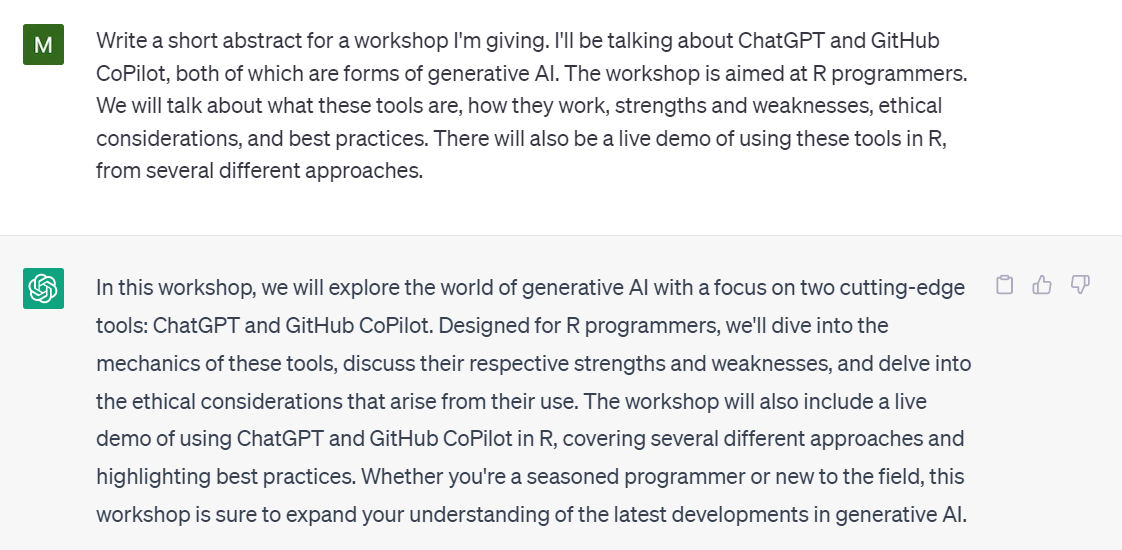 M
Write a short abstract for a workshop I'm giving. I'll be talking about ChatGPT and GitHub
CoPilot, both of which are forms of generative AI. The workshop is aimed at R programmers.
We will talk about what these tools are, how they work, strengths and weaknesses, ethical
considerations, and best practices. There will also be a live demo of using these tools in R,
from several different approaches.
In this workshop, we will explore the world of generative AI with a focus on two cutting-edge
tools: ChatGPT and GitHub CoPilot. Designed for R programmers, we'll dive into the
mechanics of these tools, discuss their respective strengths and weaknesses, and delve into
the ethical considerations that arise from their use. The workshop will also include a live
demo of using ChatGPT and GitHub CoPilot in R, covering several different approaches and
highlighting best practices. Whether you're a seasoned programmer or new to the field, this
workshop is sure to expand your understanding of the latest developments in generative AI.